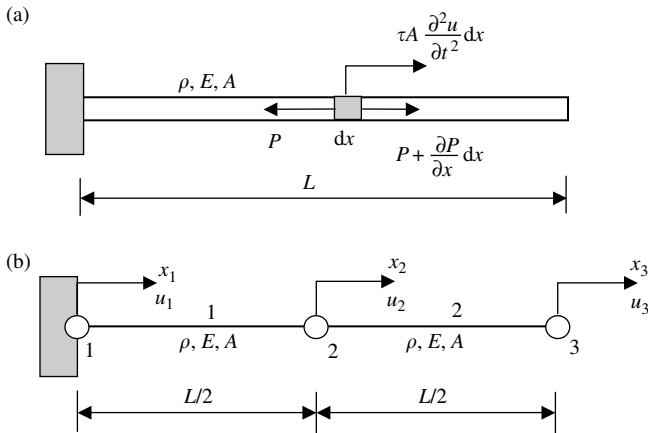 (a)
τA ∂²u/∂t² dx
ρ, E, A
P
dx
P + ∂P/∂x dx
L
(b)
x₁
x₂
x₃
u₁
1
u₂
2
u₃
1
ρ, E, A
2
ρ, E, A
3
L/2
L/2